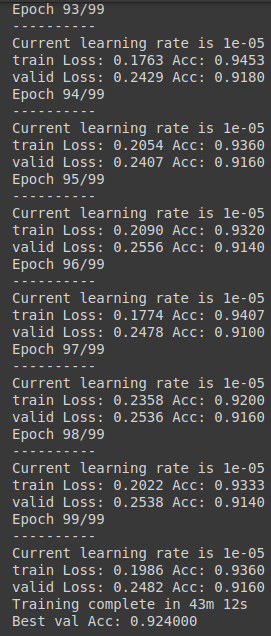 Epoch 93/99
----------
Current learning rate is 1e-05
train Loss: 0.1763 Acc: 0.9453
valid Loss: 0.2429 Acc: 0.9180
Epoch 94/99
----------
Current learning rate is 1e-05
train Loss: 0.2054 Acc: 0.9360
valid Loss: 0.2407 Acc: 0.9160
Epoch 95/99
----------
Current learning rate is 1e-05
train Loss: 0.2090 Acc: 0.9320
valid Loss: 0.2556 Acc: 0.9140
Epoch 96/99
----------
Current learning rate is 1e-05
train Loss: 0.1774 Acc: 0.9407
valid Loss: 0.2478 Acc: 0.9100
Epoch 97/99
----------
Current learning rate is 1e-05
train Loss: 0.2358 Acc: 0.9200
valid Loss: 0.2536 Acc: 0.9160
Epoch 98/99
----------
Current learning rate is 1e-05
train Loss: 0.2022 Acc: 0.9333
valid Loss: 0.2538 Acc: 0.9140
Epoch 99/99
----------
Current learning rate is 1e-05
train Loss: 0.1986 Acc: 0.9360
valid Loss: 0.2482 Acc: 0.9160
Training complete in 43m 12s
Best val Acc: 0.924000